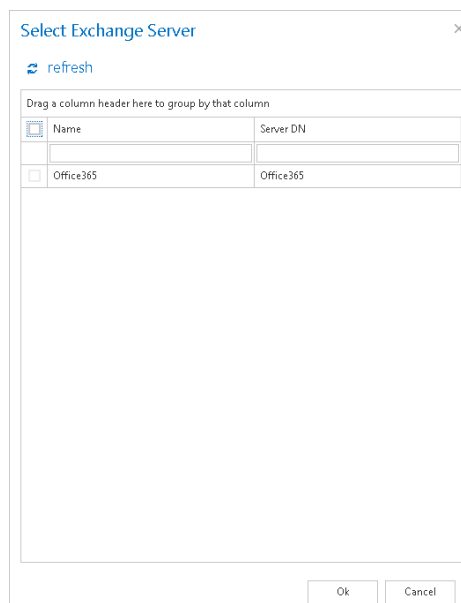 Select Exchange Server
refresh
Drag a column header here to group by that column
Name Server DN
Office365 Office365
Ok Cancel